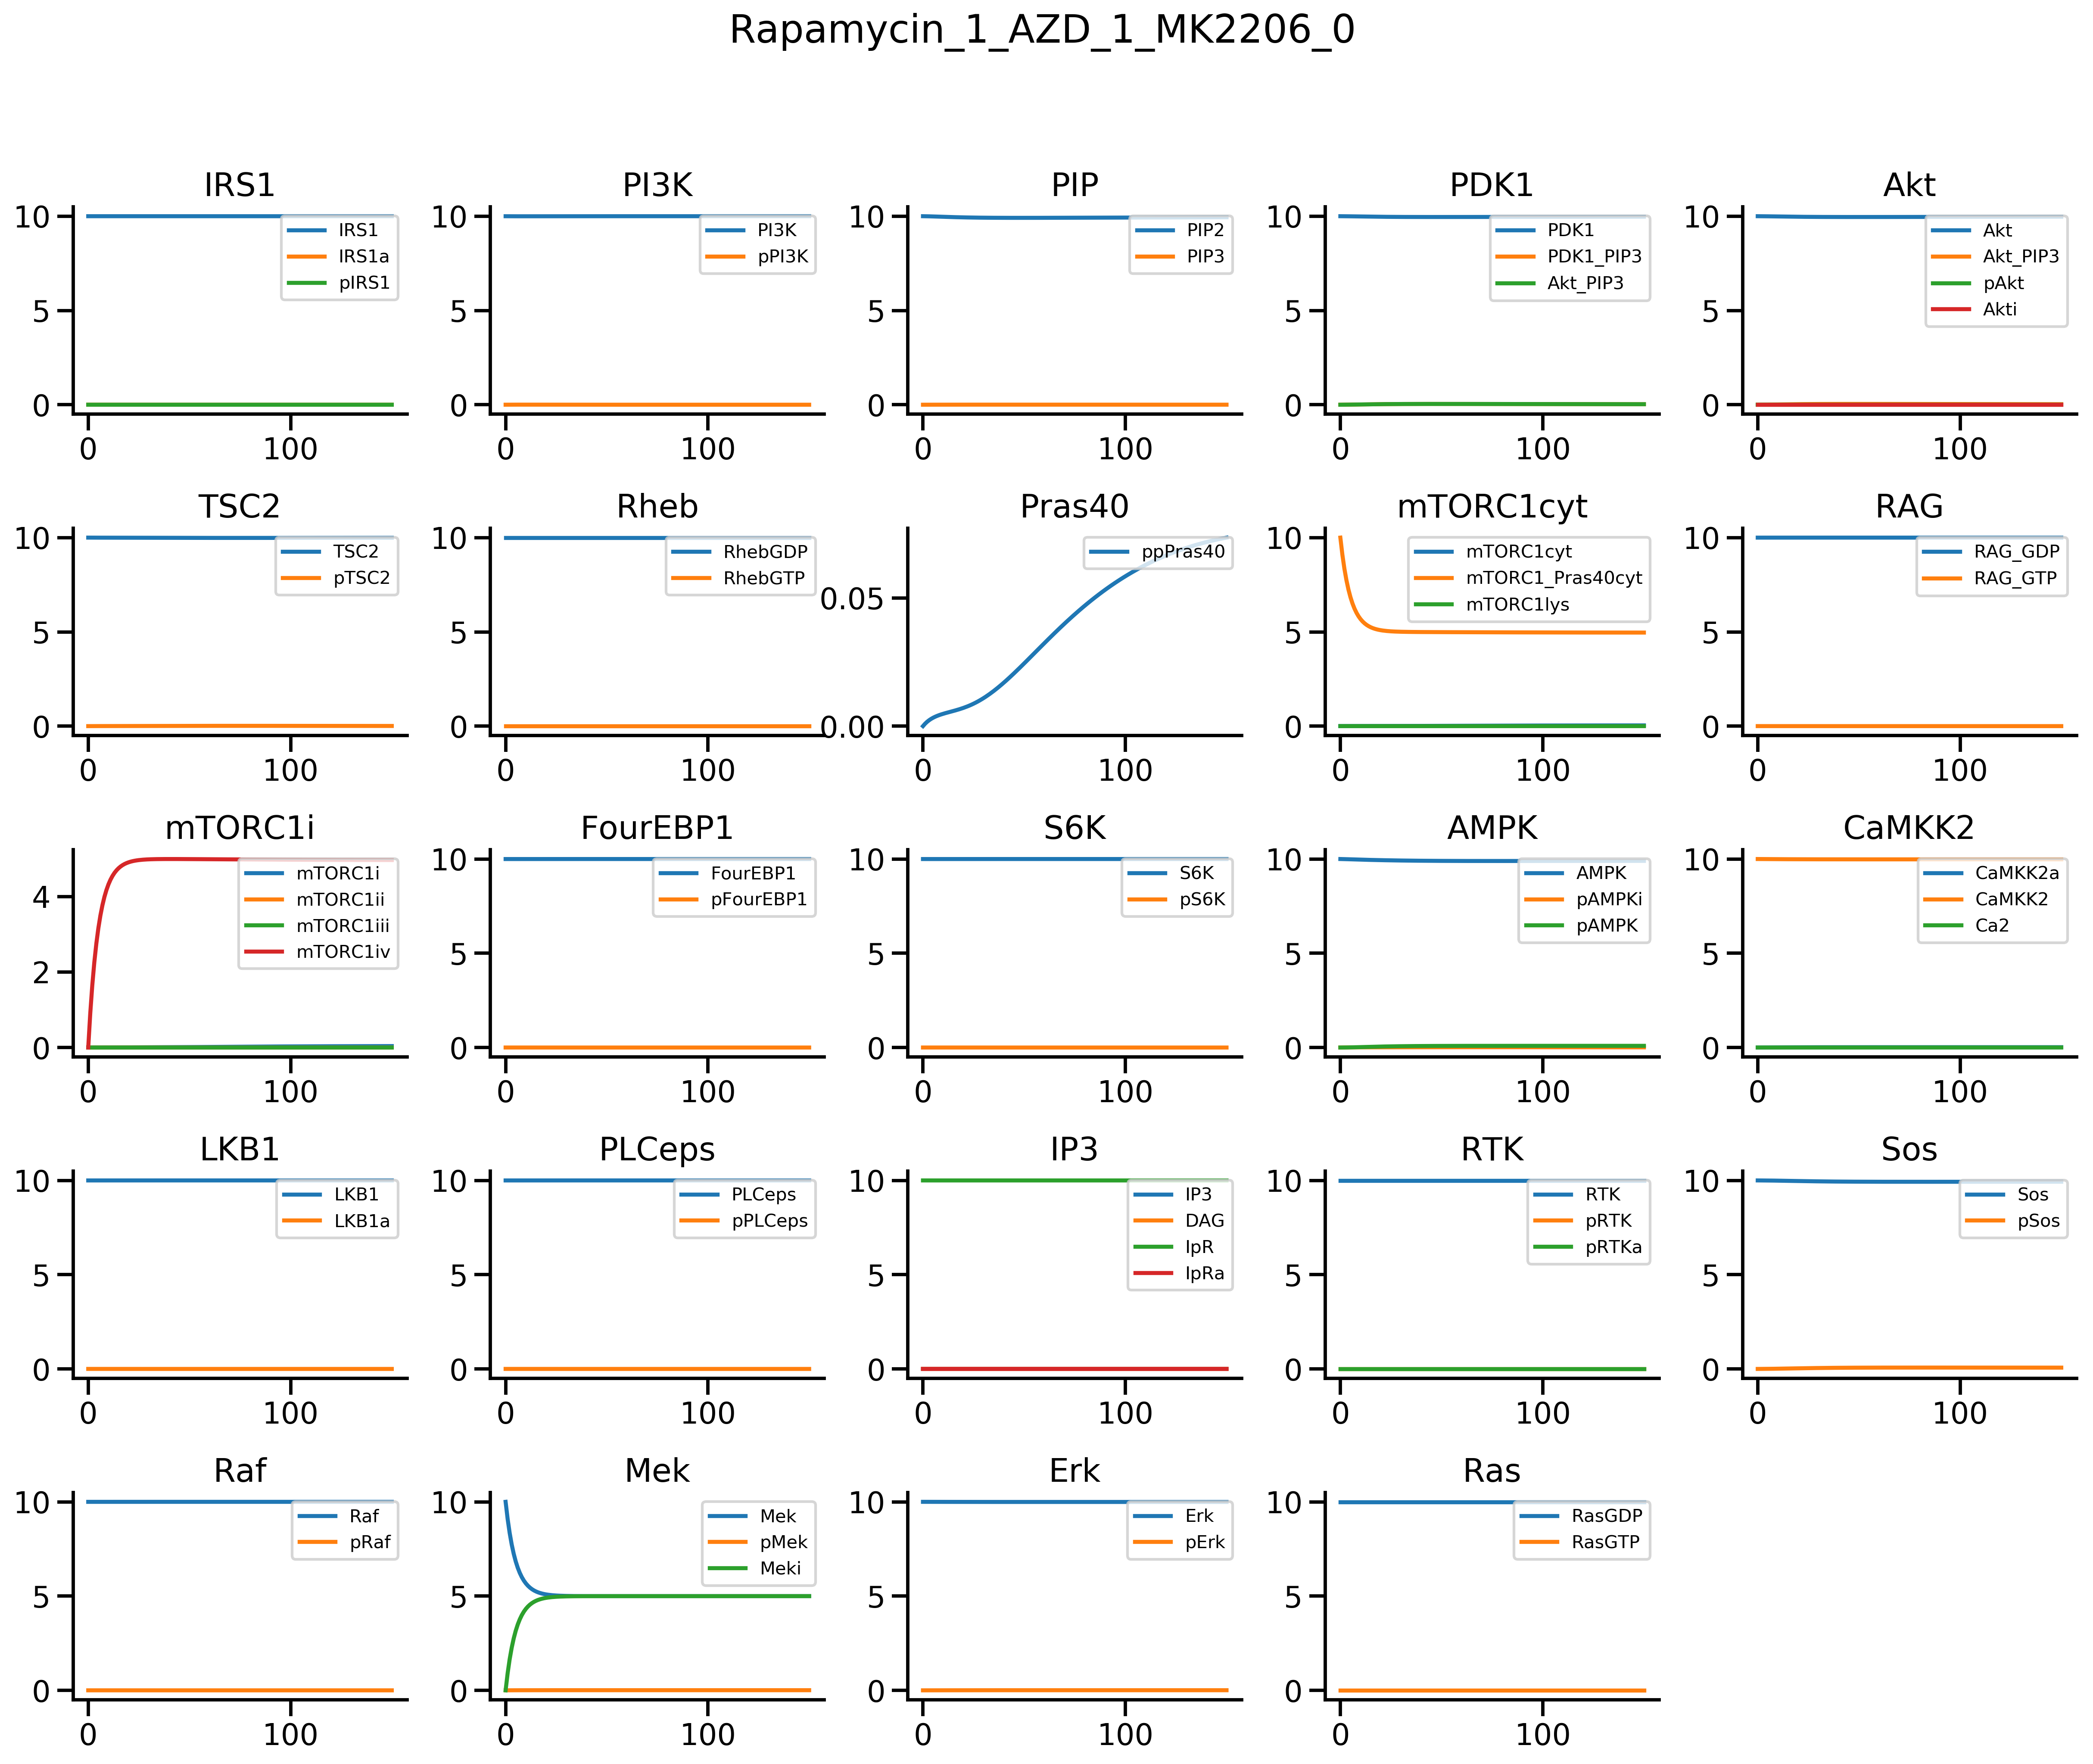 Rapamycin_1_AZD_1_MK2206_0
IRS1
10
5
0
0
100
IRS1
IRS1a
pIRS1
PI3K
10
5
0
0
100
PI3K
pPI3K
PIP
10
5
0
0
100
PIP2
PIP3
PDK1
10
5
0
0
100
PDK1
PDK1_PIP3
Akt_PIP3
Akt
10
5
0
0
100
Akt
Akt_PIP3
pAkt
Akti
TSC2
10
5
0
0
100
TSC2
pTSC2
Rheb
10
5
0
0
100
RhebGDP
RhebGTP
Pras40
0.05
0.00
0
100
ppPras40
mTORC1cyt
10
5
0
0
100
mTORC1cyt
mTORC1_Pras40cyt
mTORC1lys
RAG
10
5
0
0
100
RAG_GDP
RAG_GTP
mTORC1i
4
2
0
0
100
mTORC1i
mTORC1ii
mTORC1iii
mTORC1iv
FourEBP1
10
5
0
0
100
FourEBP1
pFourEBP1
S6K
10
5
0
0
100
S6K
pS6K
AMPK
10
5
0
0
100
AMPK
pAMPKi
pAMPK
CaMKK2
10
5
0
0
100
CaMKK2a
CaMKK2
Ca2
LKB1
10
5
0
0
100
LKB1
LKB1a
PLCeps
10
5
0
0
100
PLCeps
pPLCeps
IP3
10
5
0
0
100
IP3
DAG
IpR
IpRa
RTK
10
5
0
0
100
RTK
pRTK
pRTKa
Sos
10
5
0
0
100
Sos
pSos
Raf
10
5
0
0
100
Raf
pRaf
Mek
10
5
0
0
100
Mek
pMek
Meki
Erk
10
5
0
0
100
Erk
pErk
Ras
10
5
0
0
100
RasGDP
RasGTP